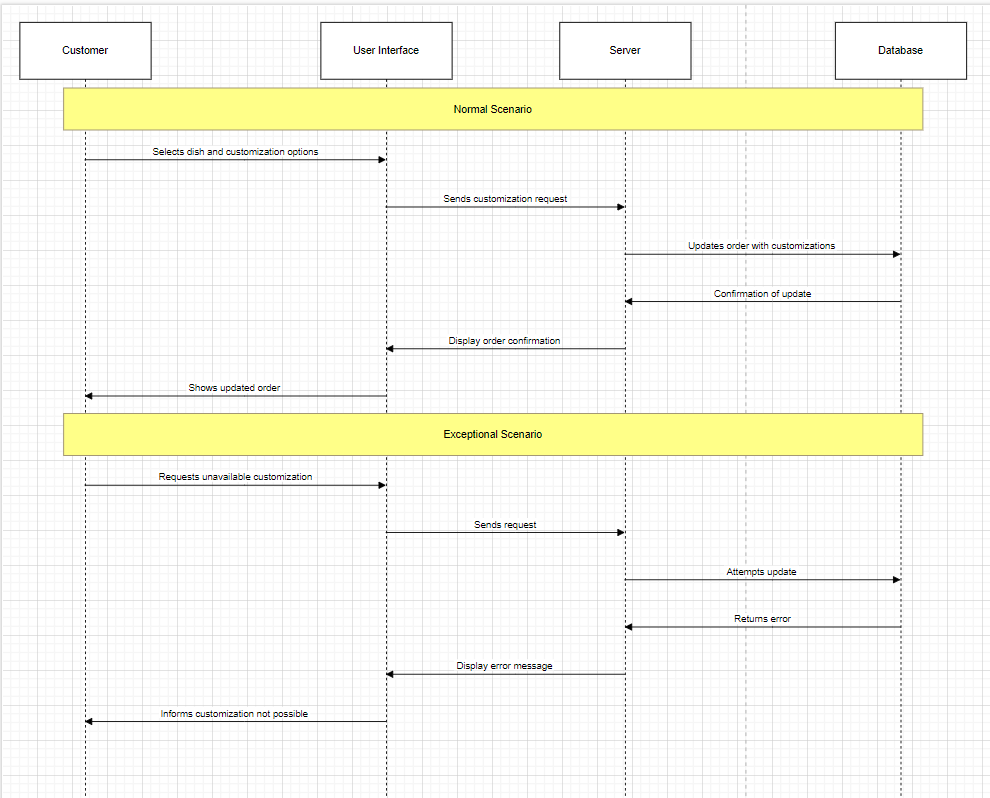 Customer
User Interface
Server
Database
Normal Scenario
Selects dish and customization options
Sends customization request
Updates order with customizations
Confirmation of update
Display order confirmation
Shows updated order
Exceptional Scenario
Requests unavailable customization
Sends request
Attempts update
Returns error
Display error message
Informs customization not possible